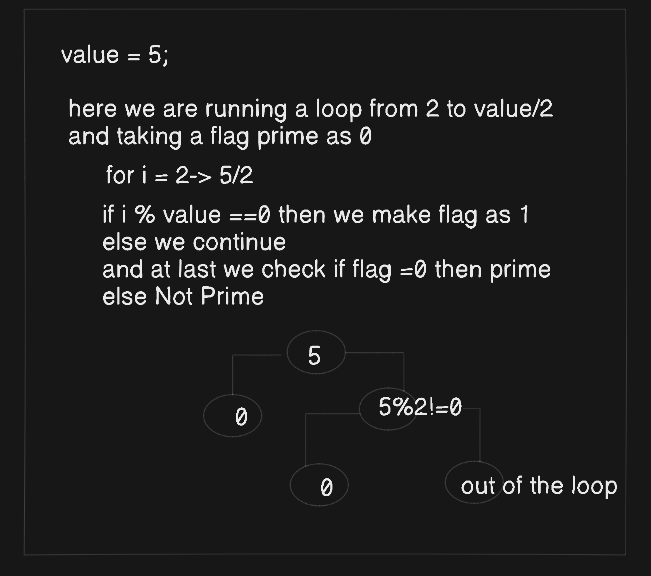 value = 5;
here we are running a loop from 2 to value/2
and taking a flag prime as 0
for i = 2-> 5/2
if i % value ==0 then we make flag as 1
else we continue
and at last we check if flag =0 then prime
else Not Prime
5
0
5%2!=0
0
out of the loop